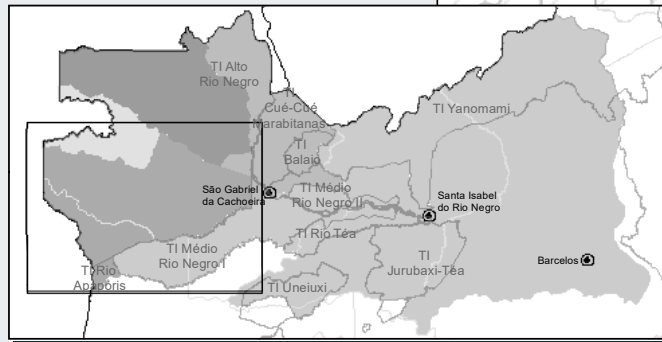 TI Alto
Rio Negro
TI
Cué-Cué
Marabitanas
TI Yanomami
TI
Balaio
São Gabriel
da Cachoeira
TI Médio
Rio Negro II
Santa Isabel
do Rio Negro
TI Rio Téa
TI Médio
Rio Negro I
TI
Jurubaxi-Téa
Barcelos
TI Rio
Apapóris
TI Uneiuxi